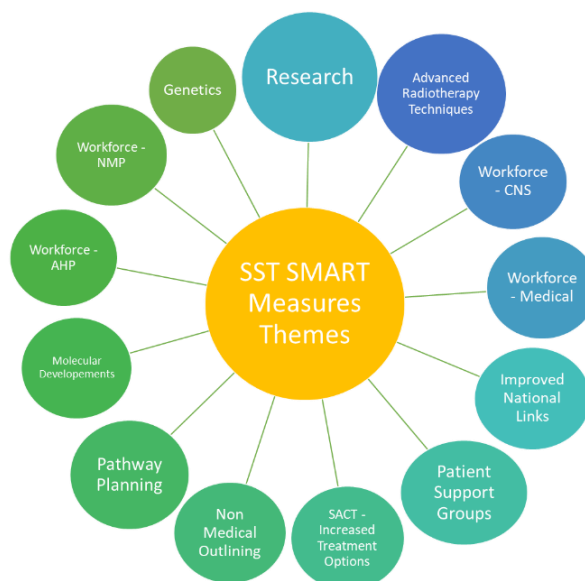 Research
Advanced
Radiotherapy
Techniques
Workforce
- CNS
Workforce
- Medical
Improved
National
Links
Patient
Support
Groups
SACT -
Increased
Treatment
Options
Non
Medical
Outlining
Pathway
Planning
Molecular
Developements
Workforce -
AHP
Workforce -
NMP
Genetics
SST SMART
Measures
Themes